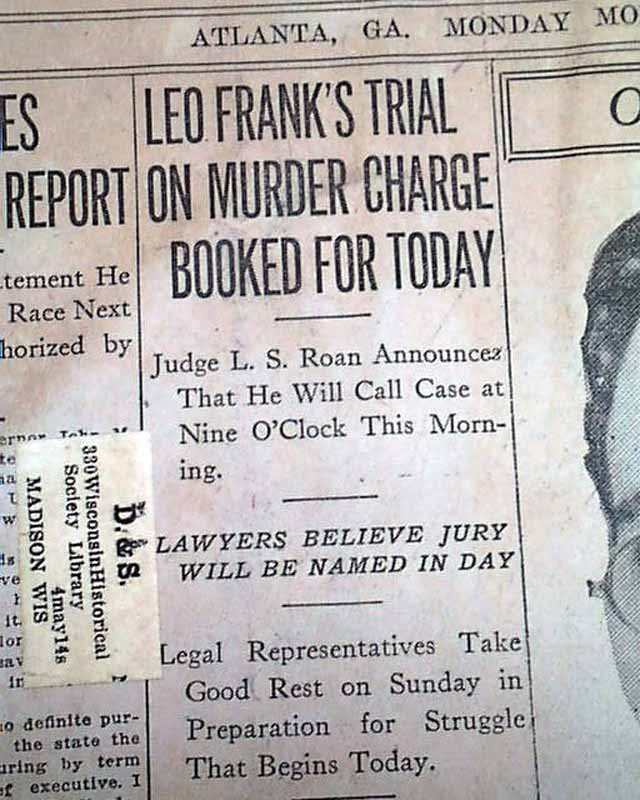 ATLANTA, GA. MONDAY MO
ES
REPORT
tement He
Race Next
horized by
LEO FRANK'S TRIAL
ON MURDER CHARGE
BOOKED FOR TODAY
Judge L. S. Roan Announces
That He Will Call Case at
Nine O'Clock This Morn-
ing.
LAWYERS BELIEVE JURY
WILL BE NAMED IN DAY
Legal Representatives Take
Good Rest on Sunday in
Preparation for Struggle
That Begins Today.
D. & S.
330WisconsinHistorical
Society Library
4may14s
MADISON WIS
no definite pur-
the state the
uring by term
ef executive. I
O